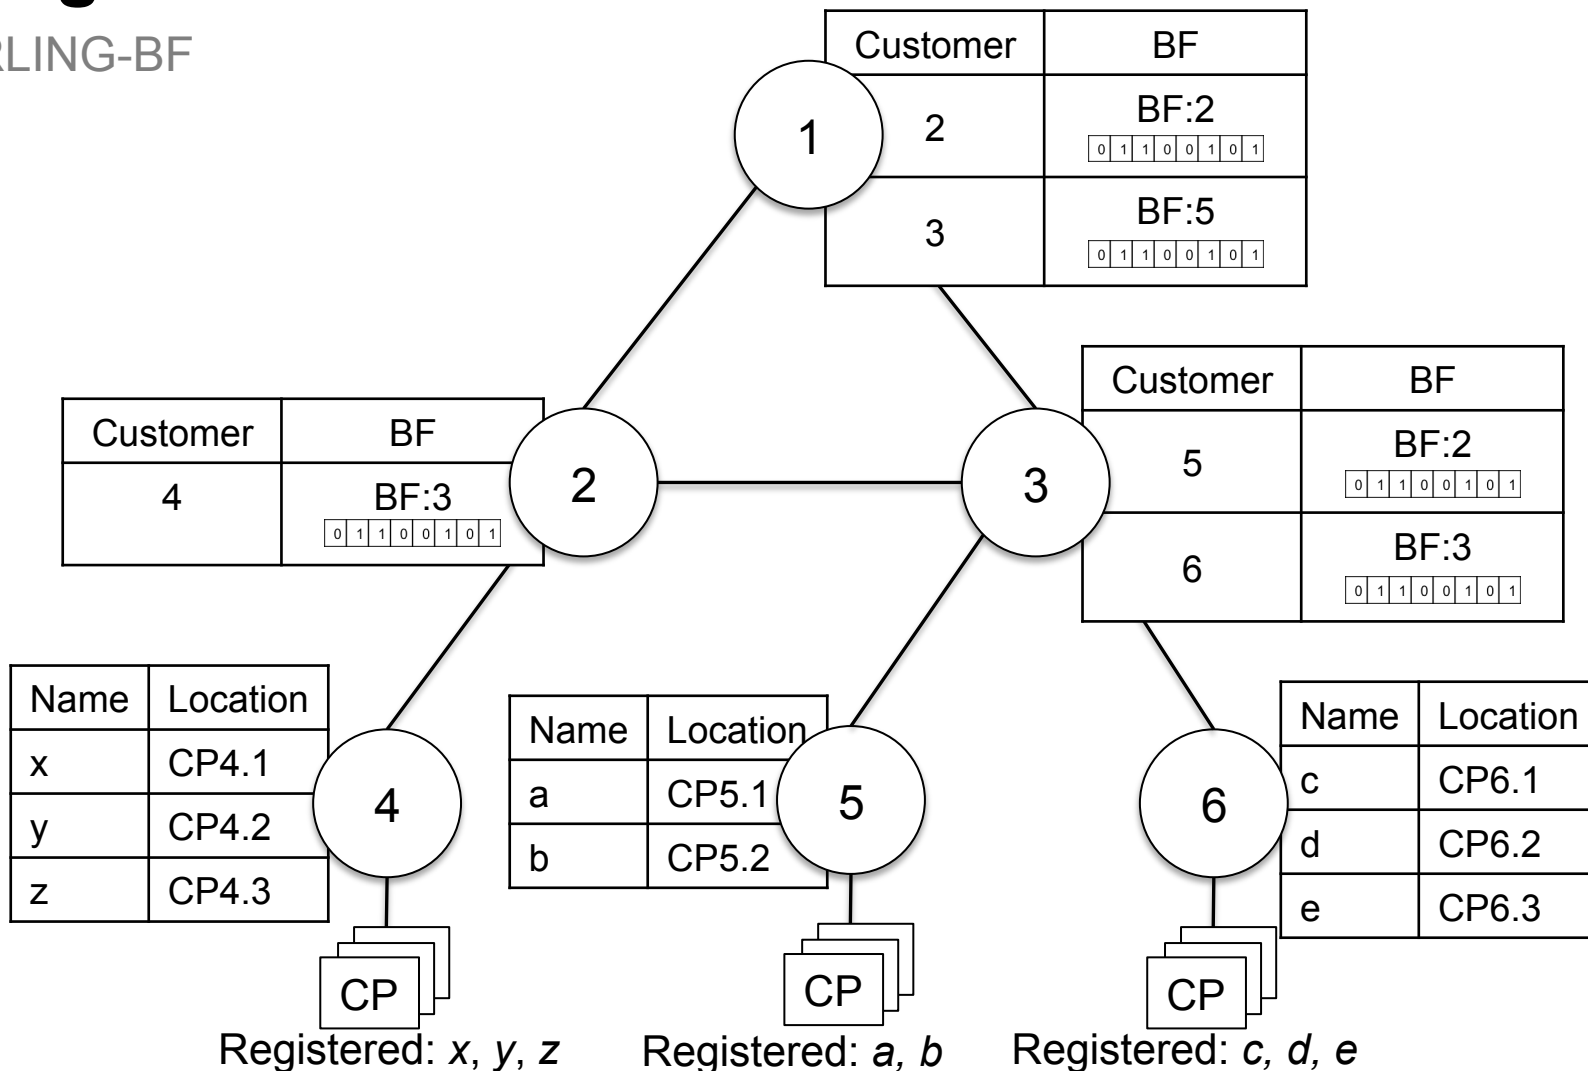 RLING-BF
Customer BF
1
2 BF:2
0 1 1 0 0 1 0 1
3 BF:5
0 1 1 0 0 1 0 1
Customer BF
4 BF:3
0 1 1 0 0 1 0 1
2
3
Customer BF
5 BF:2
0 1 1 0 0 1 0 1
6 BF:3
0 1 1 0 0 1 0 1
Name Location
x CP4.1
y CP4.2
z CP4.3
4
Name Location
a CP5.1
b CP5.2
5
6
Name Location
c CP6.1
d CP6.2
e CP6.3
CP
Registered: x, y, z
CP
Registered: a, b
CP
Registered: c, d, e